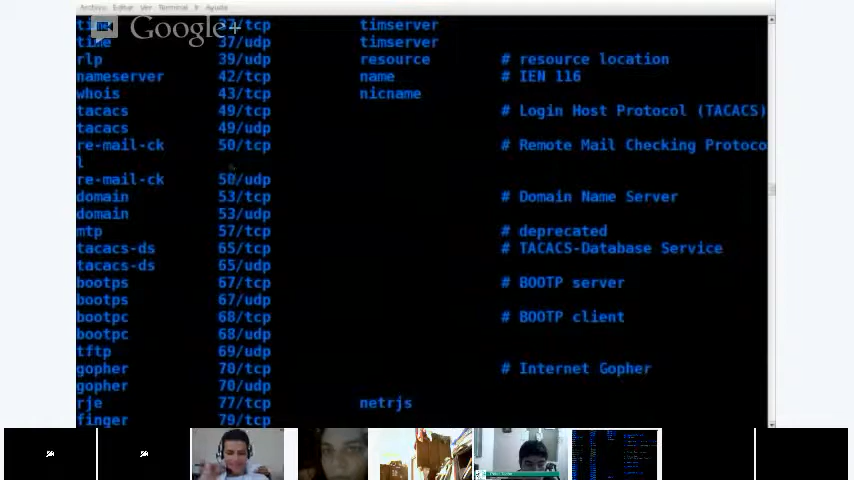 Archivo Editar Ver Terminal Ayuda
Google+
time 37/tcp timserver
time 37/udp timserver
rlp 39/udp resource # resource location
nameserver 42/tcp name # IEN 116
whois 43/tcp nicname
tacacs 49/tcp # Login Host Protocol (TACACS)
tacacs 49/udp
re-mail-ck 50/tcp # Remote Mail Checking Protoco
l
re-mail-ck 50/udp
domain 53/tcp # Domain Name Server
domain 53/udp
mtp 57/tcp # deprecated
tacacs-ds 65/tcp # TACACS-Database Service
tacacs-ds 65/udp
bootps 67/tcp # BOOTP server
bootps 67/udp
bootpc 68/tcp # BOOTP client
bootpc 68/udp
tftp 69/udp
gopher 70/tcp # Internet Gopher
gopher 70/udp
rje 77/tcp netrjs
finger 79/tcp